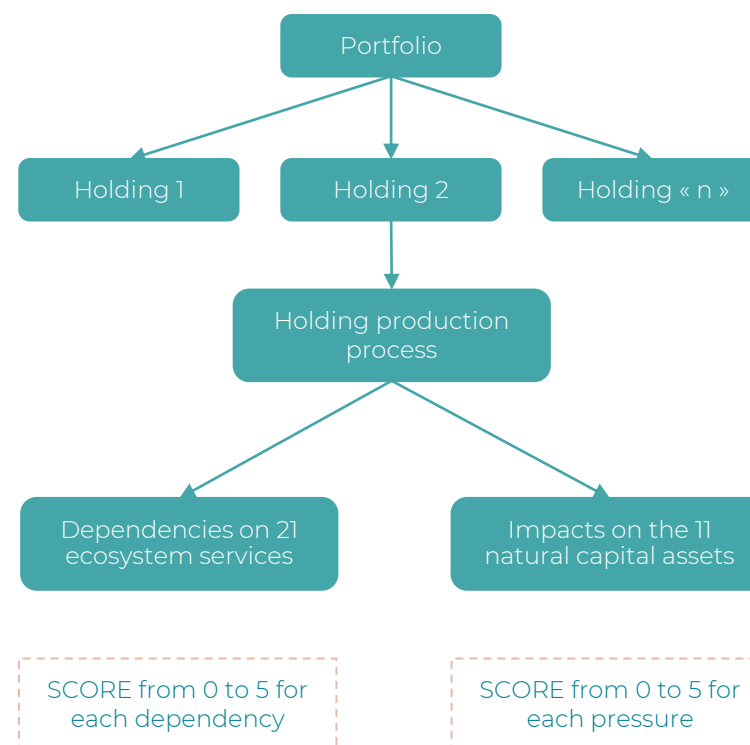 Portfolio
Holding 1
Holding 2
Holding « n »
Holding production
process
Dependencies on 21
ecosystem services
Impacts on the 11
natural capital assets
SCORE from 0 to 5 for
each dependency
SCORE from 0 to 5 for
each pressure